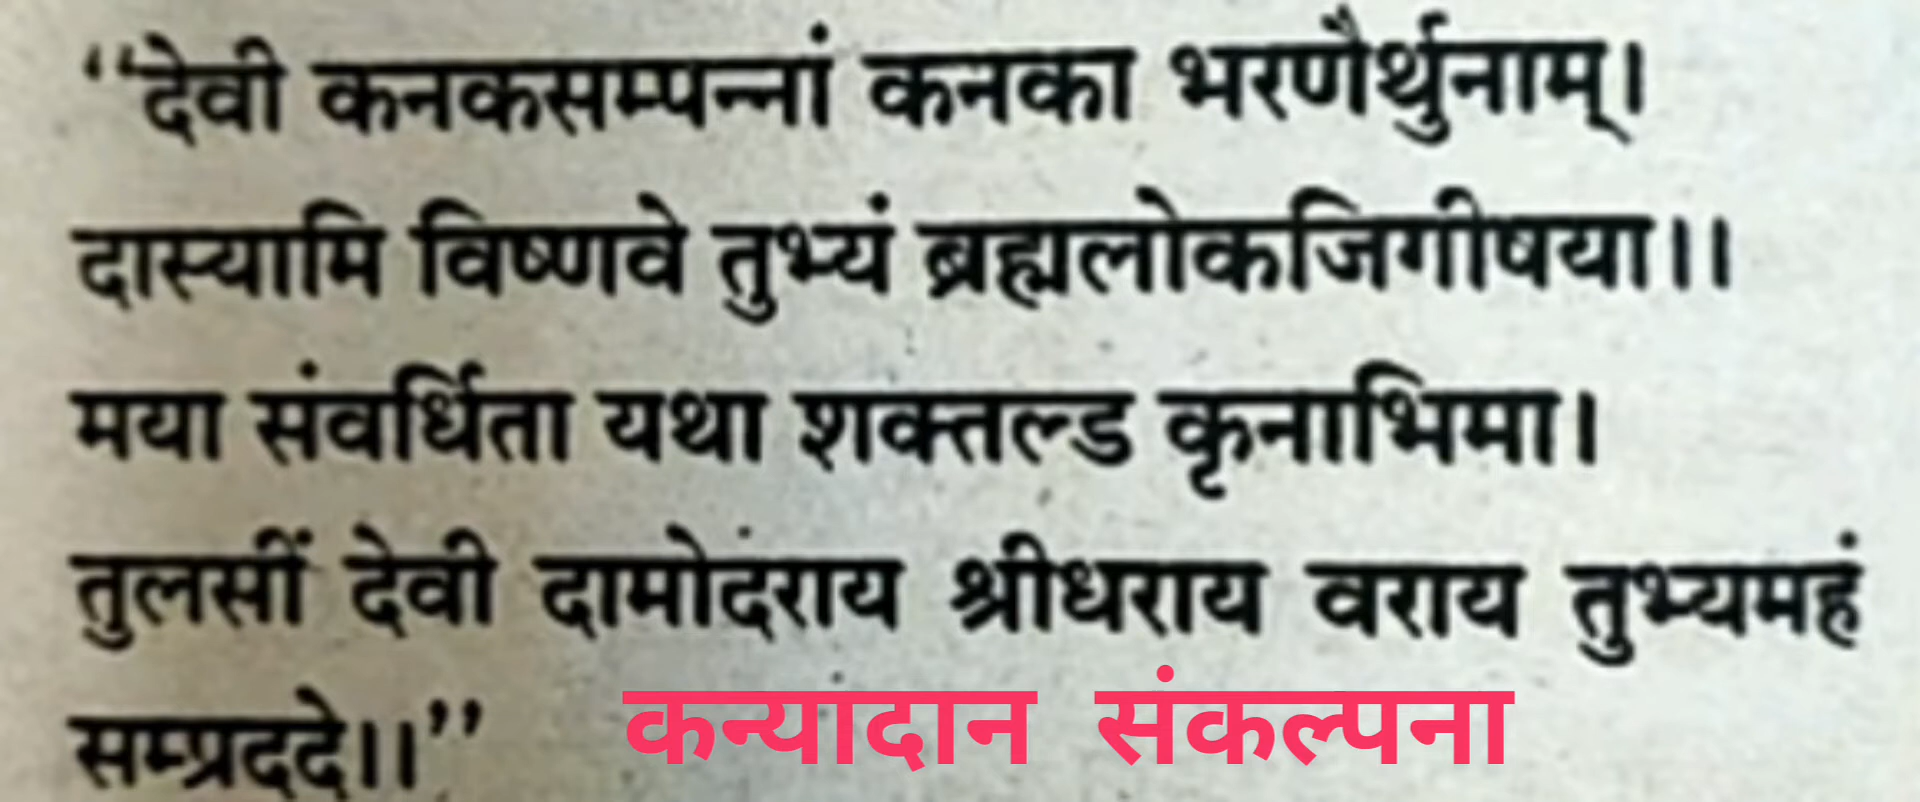 “देवी कनकसम्पन्नां कनका भरणैर्थुनाम्।
दास्यामि विष्णवे तुभ्यं ब्रह्मलोकजिगीषया।।
मया संवर्धिता यथा शक्तल्ड कृनाभिमा।
तुलसीं देवी दामोदंराय श्रीधराय वराय तुभ्यमहं
सम्प्रददे।।”
कन्यादान संकल्पना